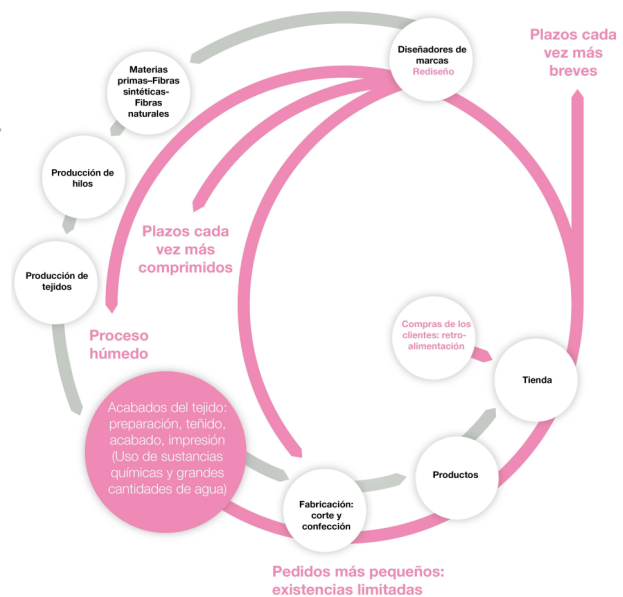 Diseñadores de
marcas
Rediseño
Plazos cada
vez más
breves
Materias
primas–Fibras
sintéticas-
Fibras
naturales
Producción de
hilos
Producción de
tejidos
Plazos cada
vez más
comprimidos
Proceso
húmedo
Compras de los
clientes: retro-
alimentación
Tienda
Acabados del tejido:
preparación, teñido,
acabado, impresión
(Uso de sustancias
químicas y grandes
cantidades de agua)
Productos
Fabricación:
corte y
confección
Pedidos más pequeños:
existencias limitadas